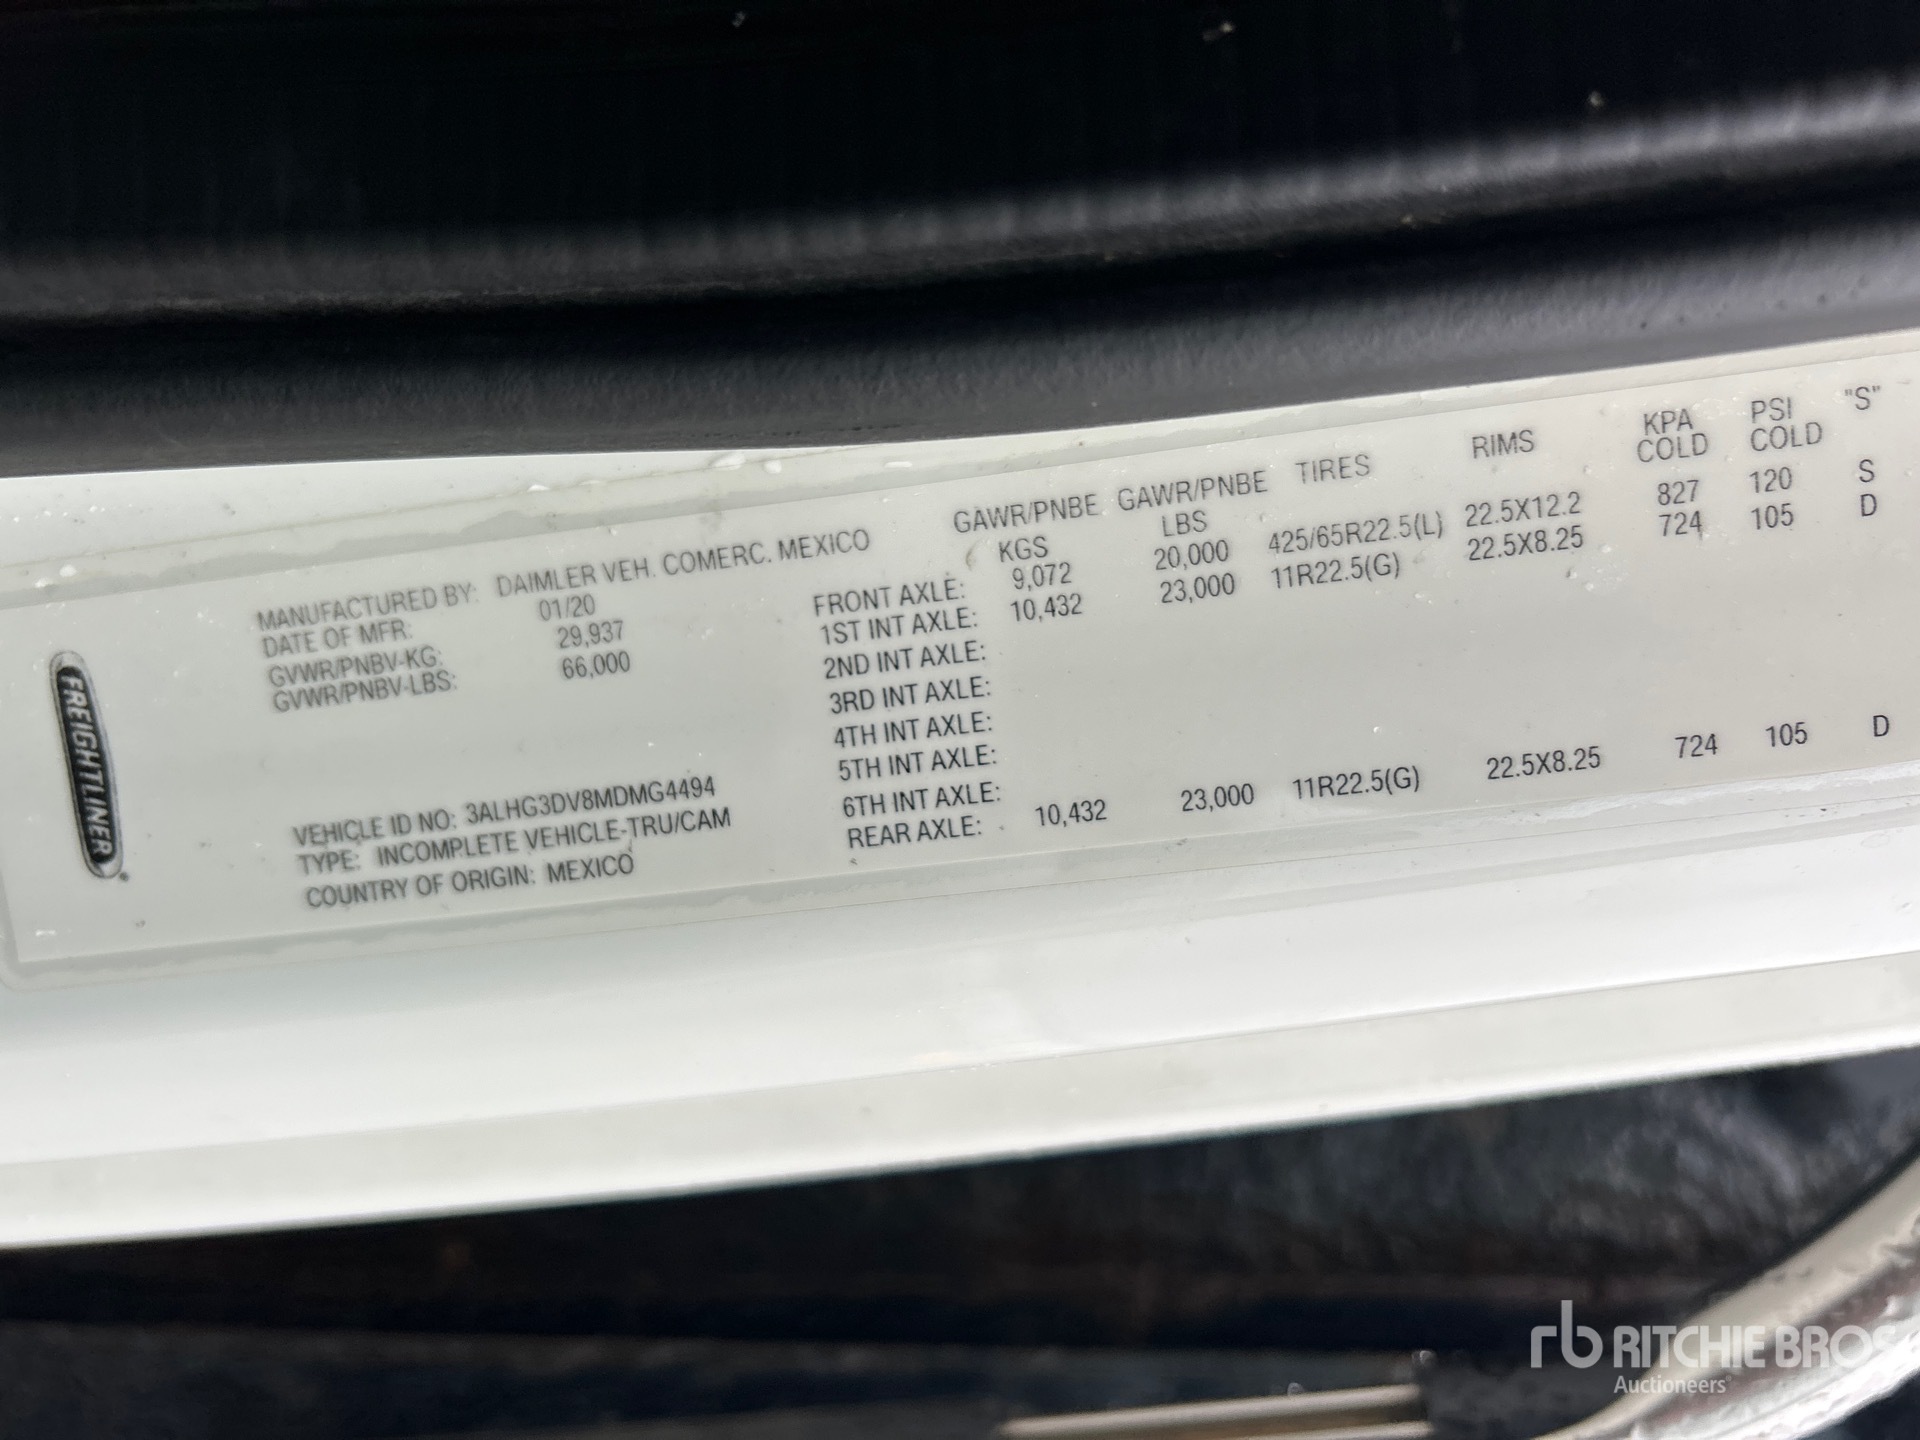 FREIGHTLINER
MANUFACTURED BY: DAIMLER VEH. COMERC. MEXICO
DATE OF MFR: 01/20
GVWR/PNBV-KG: 29,937
GVWR/PNBV-LBS: 66,000
VEHICLE ID NO: 3ALHG3DV8MDMG4494
TYPE: INCOMPLETE VEHICLE-TRU/CAM
COUNTRY OF ORIGIN: MEXICO
GAWR/PNBE GAWR/PNBE TIRES RIMS KPA PSI "S"
KGS LBS COLD COLD
FRONT AXLE: 9,072 20,000 425/65R22.5(L) 22.5X12.2 827 120 S
1ST INT AXLE: 10,432 23,000 11R22.5(G) 22.5X8.25 724 105 D
2ND INT AXLE:
3RD INT AXLE:
4TH INT AXLE:
5TH INT AXLE:
6TH INT AXLE:
REAR AXLE: 10,432 23,000 11R22.5(G) 22.5X8.25 724 105 D
rb RITCHIE BROS
Auctioneers